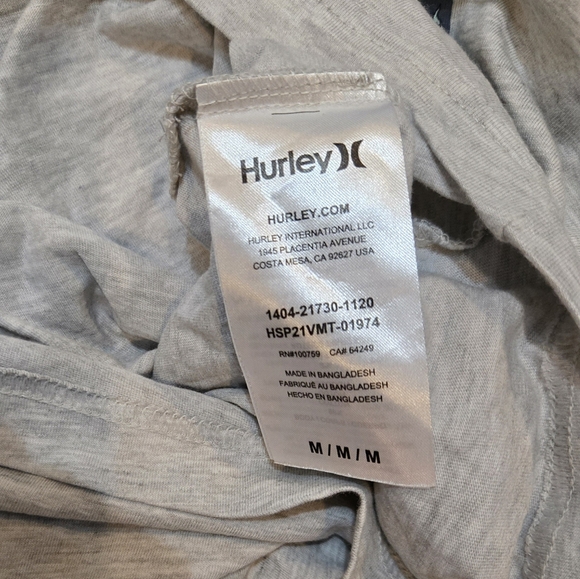 Hurley
HURLEY.COM
HURLEY INTERNATIONAL LLC
1945 PLACENTIA AVENUE
COSTA MESA, CA 92627 USA
1404-21730-1120
HSP21VMT-01974
RN#100759 CA# 64249
MADE IN BANGLADESH
FABRIQUÉ AU BANGLADESH
HECHO EN BANGLADESH
M / M / M